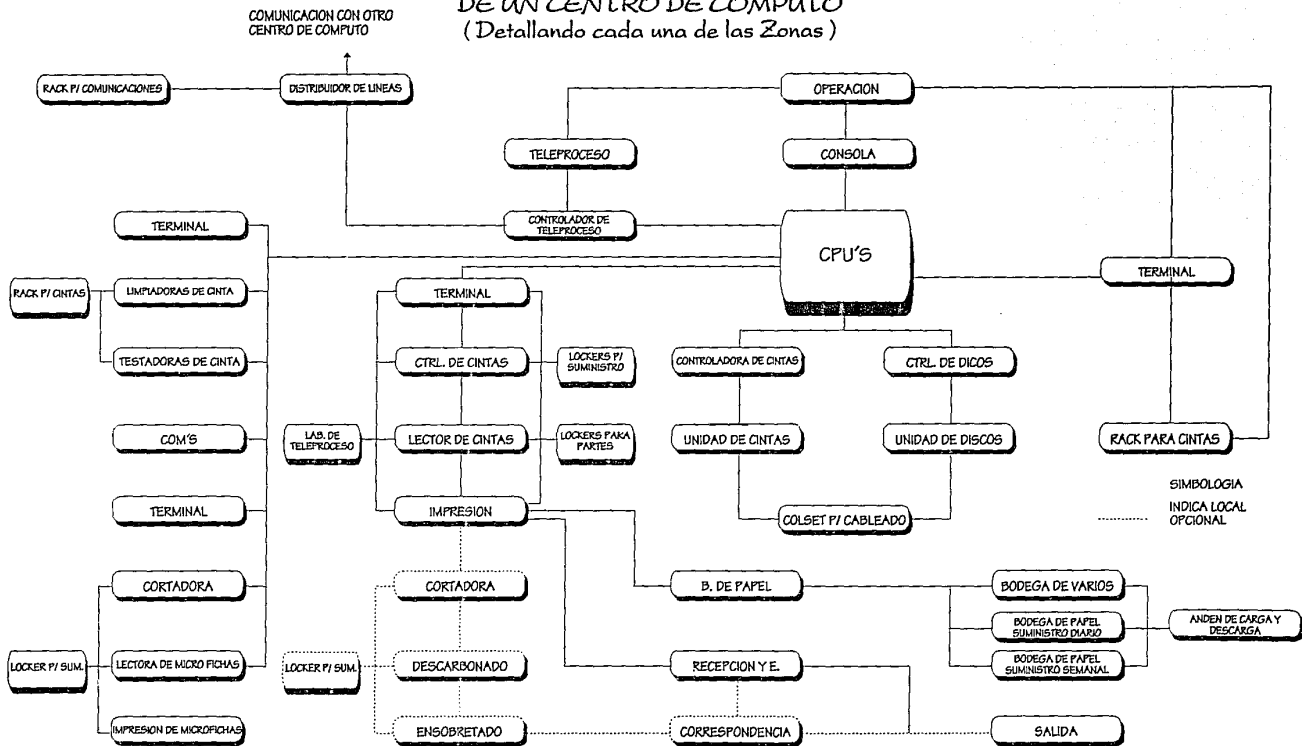 DE UN CENTRO DE COMPUTO
( Detallando cada una de las Zonas )
COMUNICACION CON OTRO
CENTRO DE COMPUTO
RACK P/ COMUNICACIONES
DISTRIBUIDOR DE LINEAS
OPERACION
TELEPROCESO
CONSOLA
TERMINAL
CONTROLADOR DE
TELEPROCESO
CPU'S
TERMINAL
RACK P/ CINTAS
LIMPIADORAS DE CINTA
TERMINAL
TESTADORAS DE CINTA
CTRL. DE CINTAS
LOCKERS P/
SUMINISTRO
CONTROLADORA DE CINTAS
CTRL. DE DICOS
COM'S
LAB. DE
TELEPROCESO
LECTOR DE CINTAS
LOCKERS PARA
PARTES
UNIDAD DE CINTAS
UNIDAD DE DISCOS
RACK PARA CINTAS
TERMINAL
IMPRESION
COLSET P/ CABLEADO
SIMBOLOGIA
INDICA LOCAL
OPCIONAL
CORTADORA
CORTADORA
B. DE PAPEL
BODEGA DE VARIOS
BODEGA DE PAPEL
SUMINISTRO DIARIO
ANDEN DE CARGA Y
DESCARGA
LOCKER P/ SUM.
LECTORA DE MICRO FICHAS
LOCKER P/ SUM.
DESCARBONADO
RECEPCION Y E.
BODEGA DE PAPEL
SUMINISTRO SEMANAL
IMPRESION DE MICROFICHAS
ENSOBRETADO
CORRESPONDENCIA
SALIDA